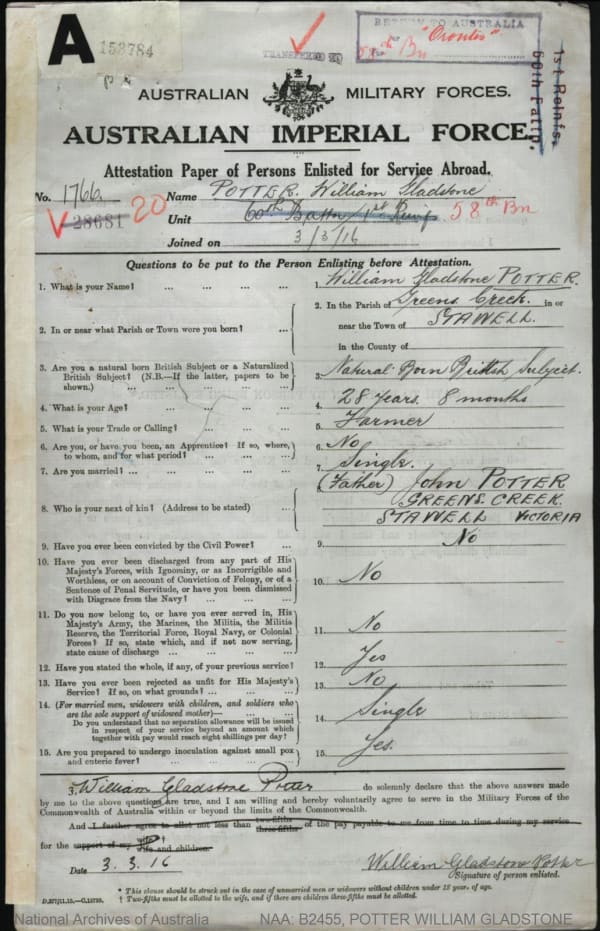 A
153784
TRANSFERRED
RETURN TO AUSTRALIA
"Orontes"
58th Bn
1st Reinfs.
60th Battn.
AUSTRALIAN MILITARY FORCES.
AUSTRALIAN IMPERIAL FORCE.
Attestation Paper of Persons Enlisted for Service Abroad.
No. 1766. Name POTTER. William Gladstone
V 28681 20 Unit 60th Battn 1st Reinf. 58th Bn
Joined on 3/3/16
Questions to be put to the Person Enlisting before Attestation.
1. What is your Name? ... ... ... ... 1. William Gladstone POTTER.
2. In or near what Parish or Town were you born? ... 2. In the Parish of Greens Creek. in or
near the Town of STAWELL.
in the County of
3. Are you a natural born British Subject or a Naturalized
British Subject? (N.B.—If the latter, papers to be
shown.) ... ... ... ... 3. Natural Born British Subject.
4. What is your Age? ... ... ... ... 4. 28 Years. 8 months
5. What is your Trade or Calling? ... ... ... 5. Farmer
6. Are you, or have you been, an Apprentice? If so, where,
to whom, and for what period? ... ... ... 6. No
7. Are you married? ... ... ... ... 7. Single.
8. Who is your next of kin? (Address to be stated) ... 8. (Father) John POTTER
GREENS. CREEK.
STAWELL VICTORIA
9. Have you ever been convicted by the Civil Power? ... 9. No
10. Have you ever been discharged from any part of His
Majesty's Forces, with Ignominy, or as Incorrigible and
Worthless, or on account of Conviction of Felony, or of a
Sentence of Penal Servitude, or have you been dismissed
with Disgrace from the Navy? ... ... ... 10. No
11. Do you now belong to, or have you ever served in, His
Majesty's Army, the Marines, the Militia, the Militia
Reserve, the Territorial Force, Royal Navy, or Colonial
Forces? If so, state which, and if not now serving,
state cause of discharge ... ... ... ... 11. No
12. Have you stated the whole, if any, of your previous service? 12. Yes
13. Have you ever been rejected as unfit for His Majesty's
Service? If so, on what grounds? ... ... ... 13. No
14. (For married men, widowers with children, and soldiers who
are the sole support of widowed mother)—
Do you understand that no separation allowance will be issued
in respect of your service beyond an amount which
together with pay would reach eight shillings per day? 14. Single
15. Are you prepared to undergo inoculation against small pox
and enteric fever? ... ... ... ... 15. Yes.
I, William Gladstone Potter do solemnly declare that the above answers made
by me to the above questions are true, and I am willing and hereby voluntarily agree to serve in the Military Forces of the
Commonwealth of Australia within or beyond the limits of the Commonwealth.
And I further agree to allot not less than two-fifths three-fifths of the pay payable to me from time to time during my service
for the support of my wife wife and children.
Date 3.3.16 William Gladstone Potter
Signature of person enlisted.
* This clause should be struck out in the case of unmarried men or widowers without children under 18 years of age.
† Two-fifths must be allotted to the wife, and if there are children three-fifths must be allotted.
National Archives of Australia NAA: B2455, POTTER WILLIAM GLADSTONE